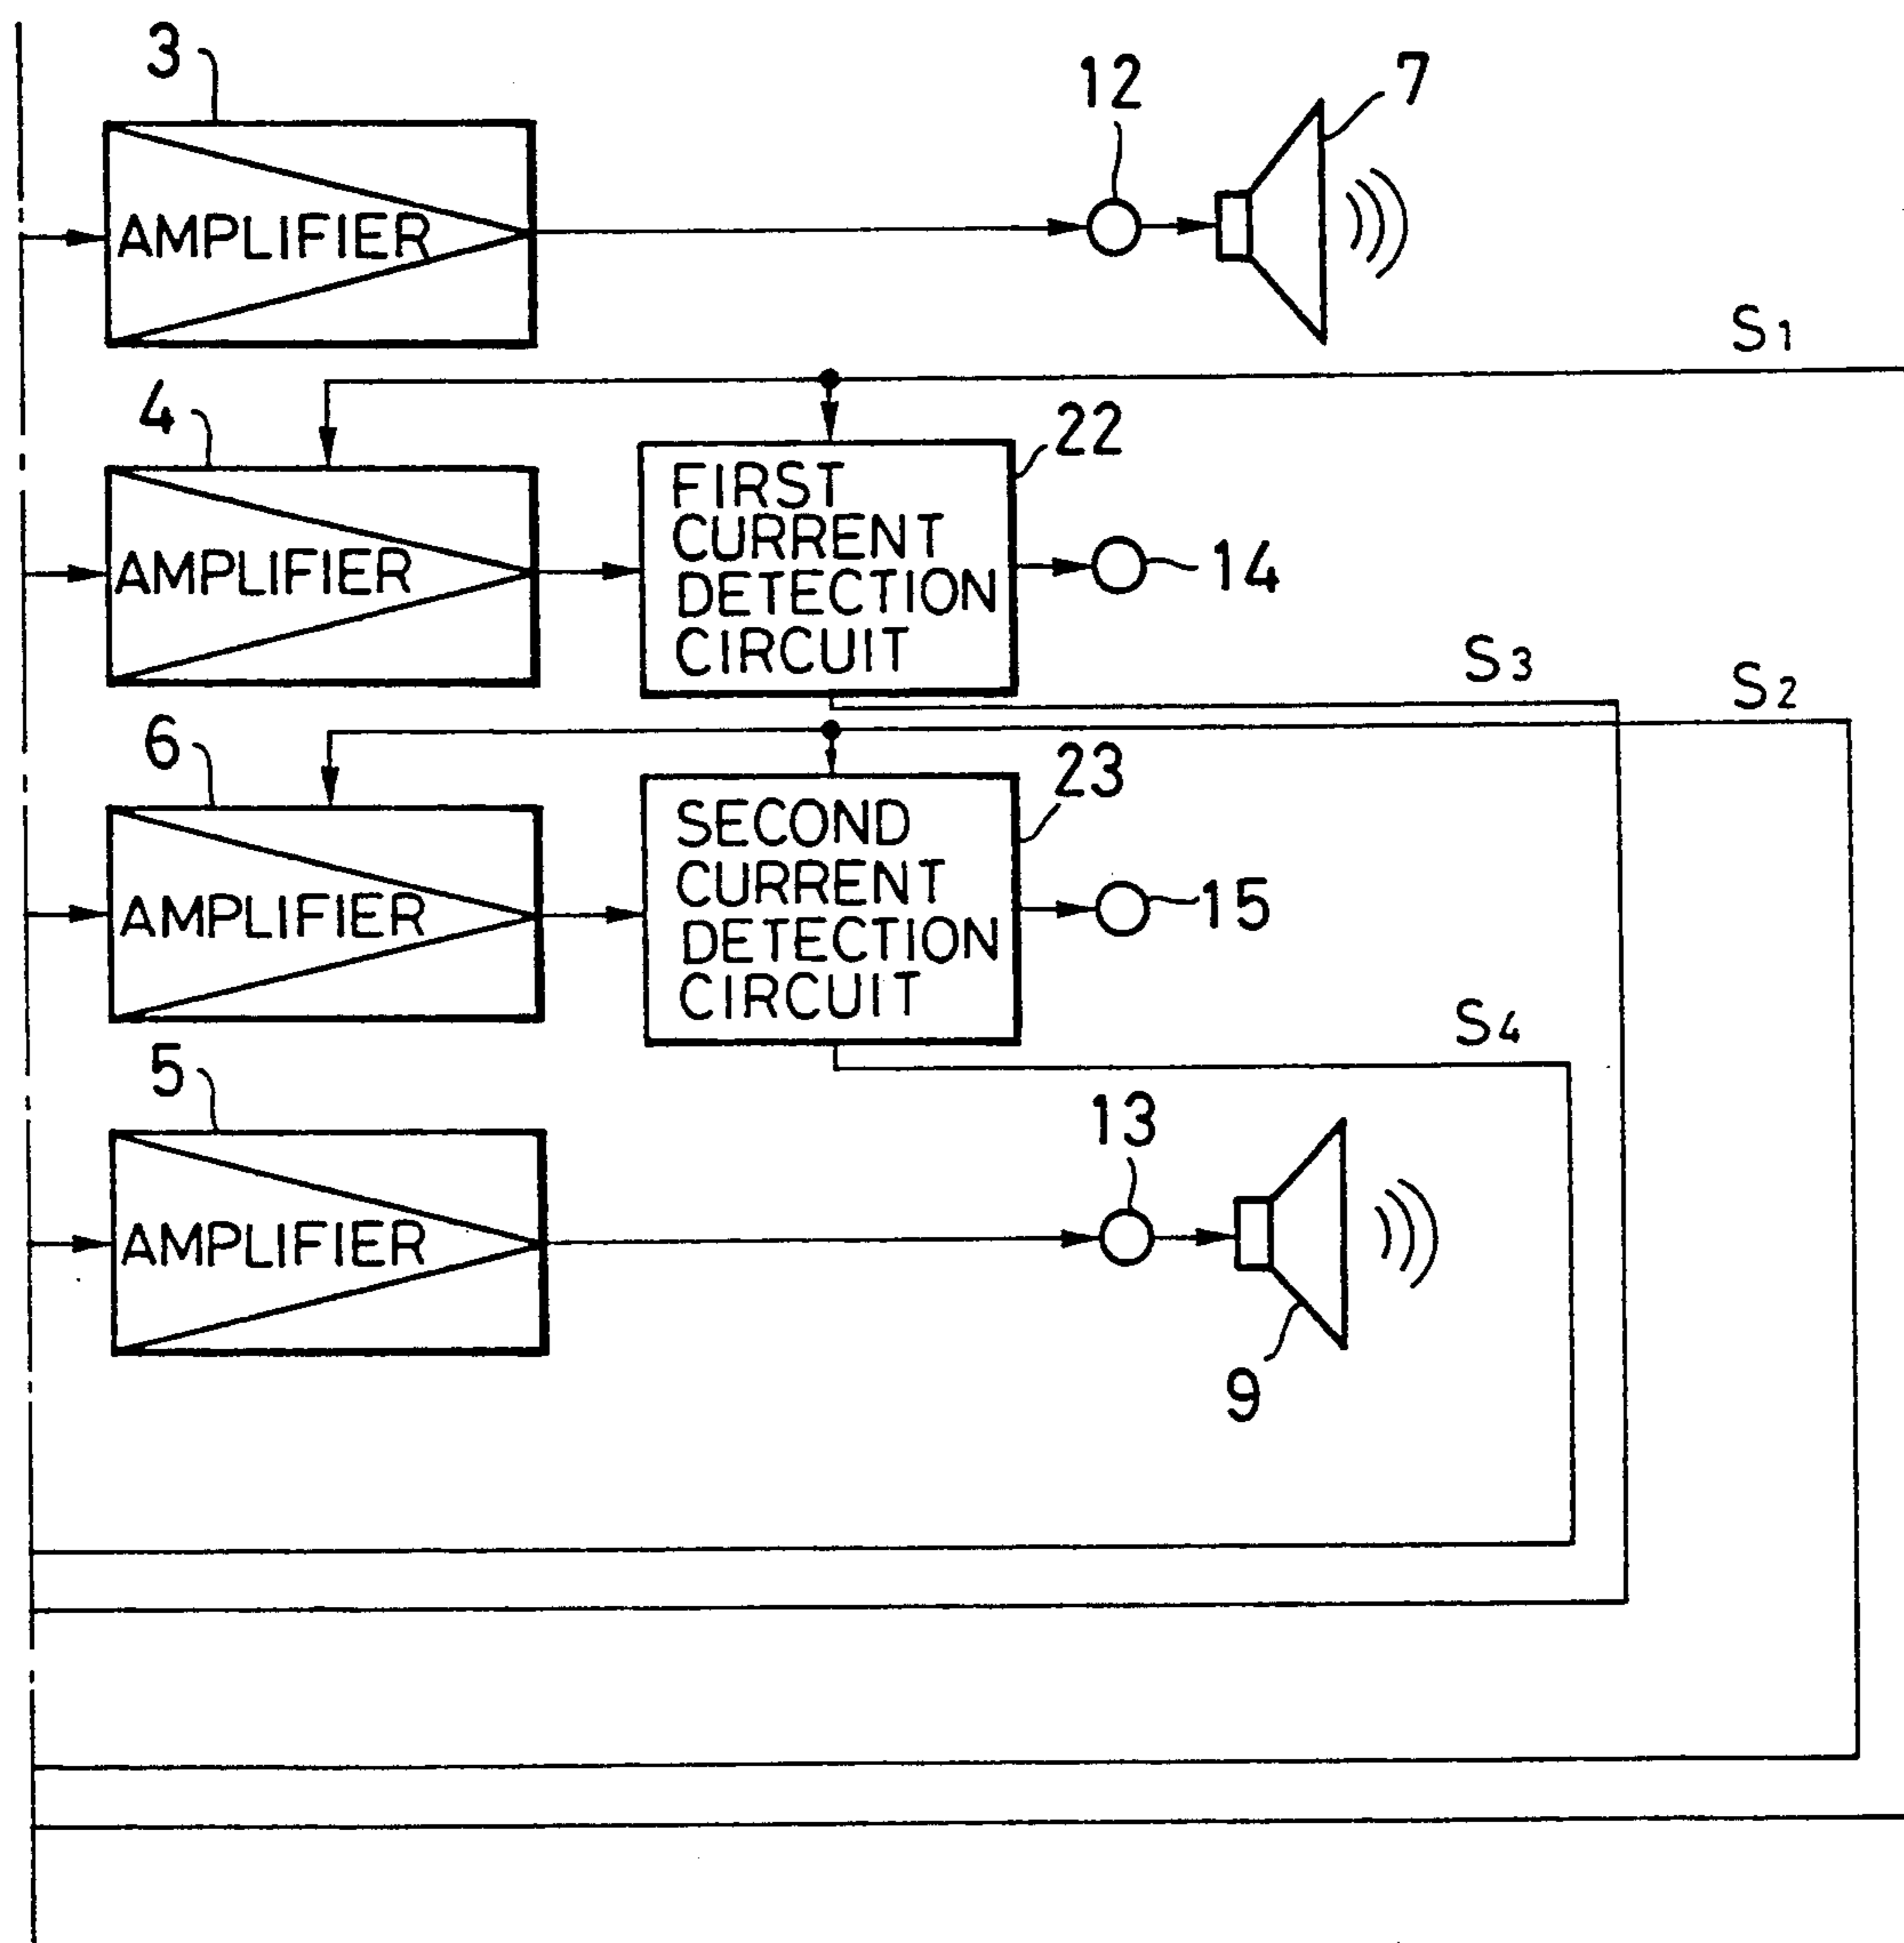 3
12
7
AMPLIFIER
S1
4
22
FIRST
CURRENT
DETECTION
CIRCUIT
AMPLIFIER
14
S3
S2
6
23
SECOND
CURRENT
DETECTION
CIRCUIT
AMPLIFIER
15
S4
5
13
AMPLIFIER
9